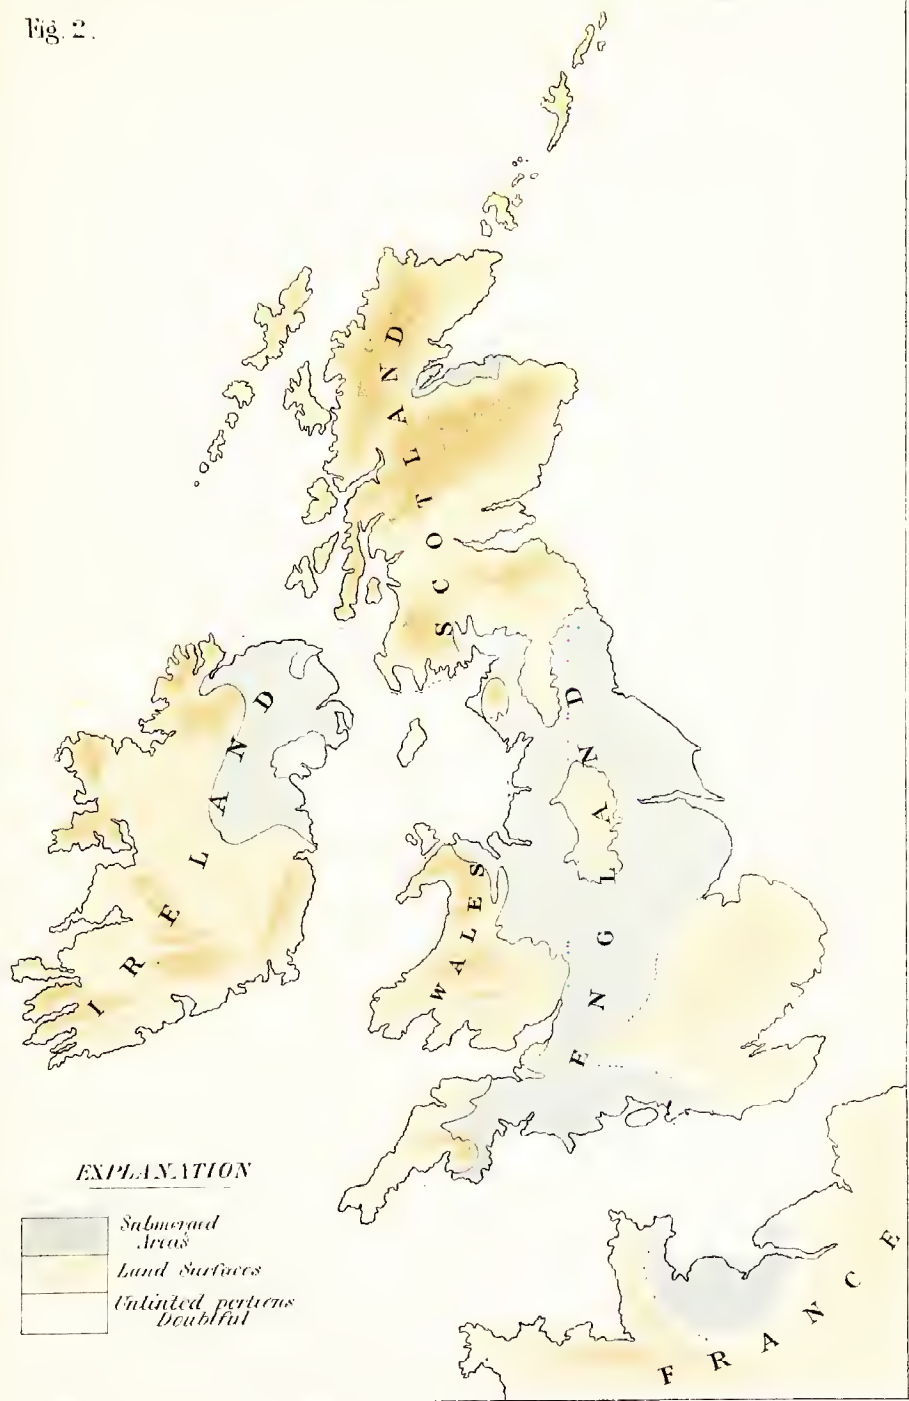 Fig. 2.
SCOTLAND
IRELAND
ENGLAND
WALES
FRANCE
EXPLANATION
Submerged
Areas
Land Surfaces
Untinted portions
Doubtful